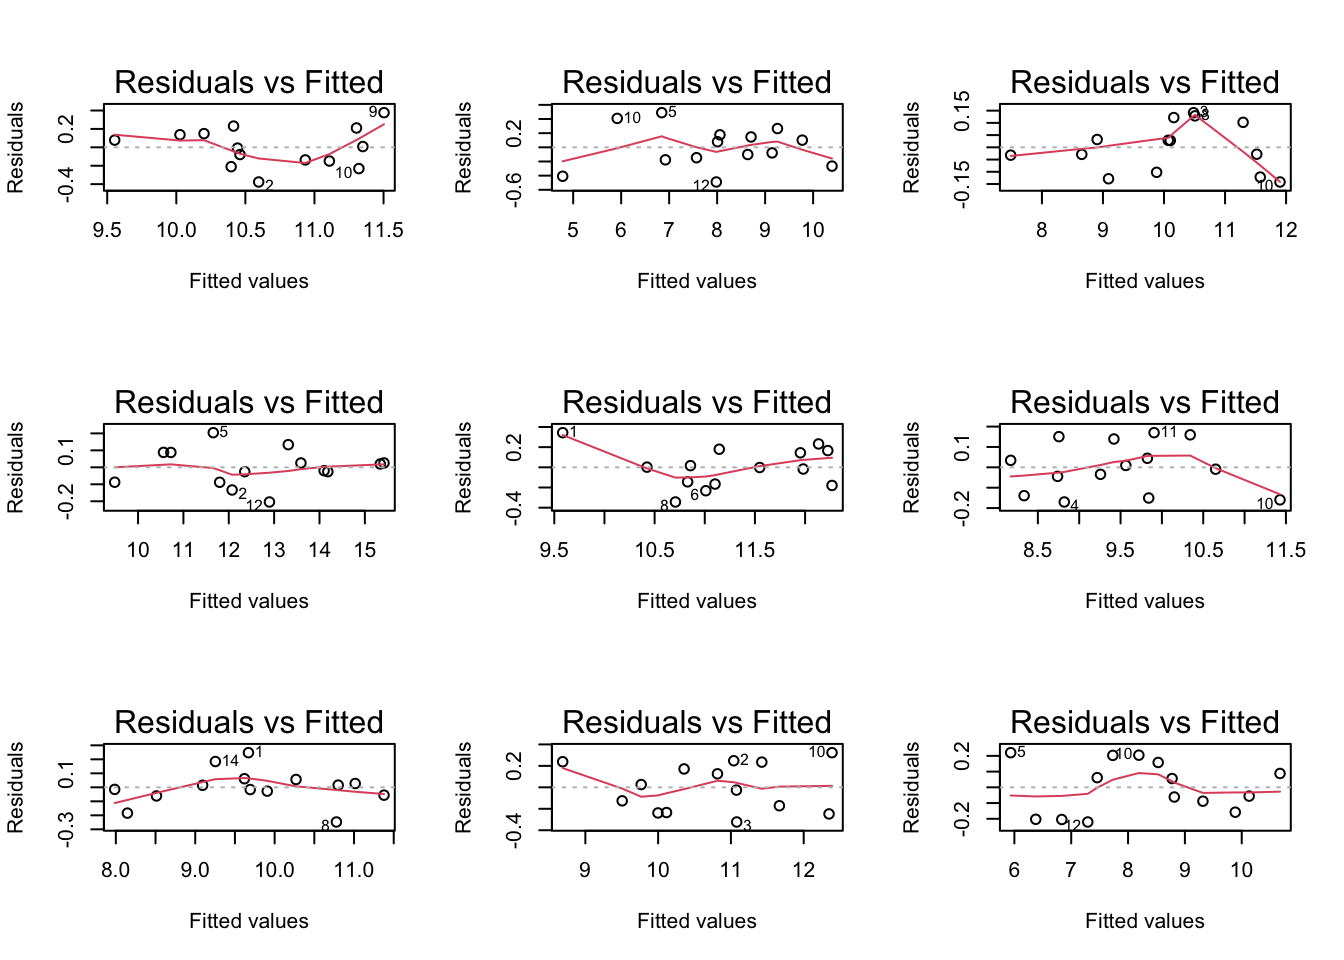 Residuals vs Fitted Residuals vs Fitted Residuals vs Fitted
Residuals
0.2
-0.4
9
10
2
9.5 10.0 10.5 11.0 11.5
Fitted values
Residuals
0.2
-0.6
10
5
12
5 6 7 8 9 10
Fitted values
Residuals
0.15
-0.15
10
8 9 10 11 12
Fitted values
Residuals vs Fitted Residuals vs Fitted Residuals vs Fitted
Residuals
0.1
-0.2
5
2
12
10 11 12 13 14 15
Fitted values
Residuals
0.2
-0.4
1
6
8
9.5 10.5 11.5
Fitted values
Residuals
0.1
-0.2
11
4
10
8.5 9.5 10.5 11.5
Fitted values
Residuals vs Fitted Residuals vs Fitted Residuals vs Fitted
Residuals
0.1
-0.3
1
14
8
8.0 9.0 10.0 11.0
Fitted values
Residuals
0.2
-0.4
10
2
3
9 10 11 12
Fitted values
Residuals
0.2
-0.2
5
10
12
6 7 8 9 10
Fitted values